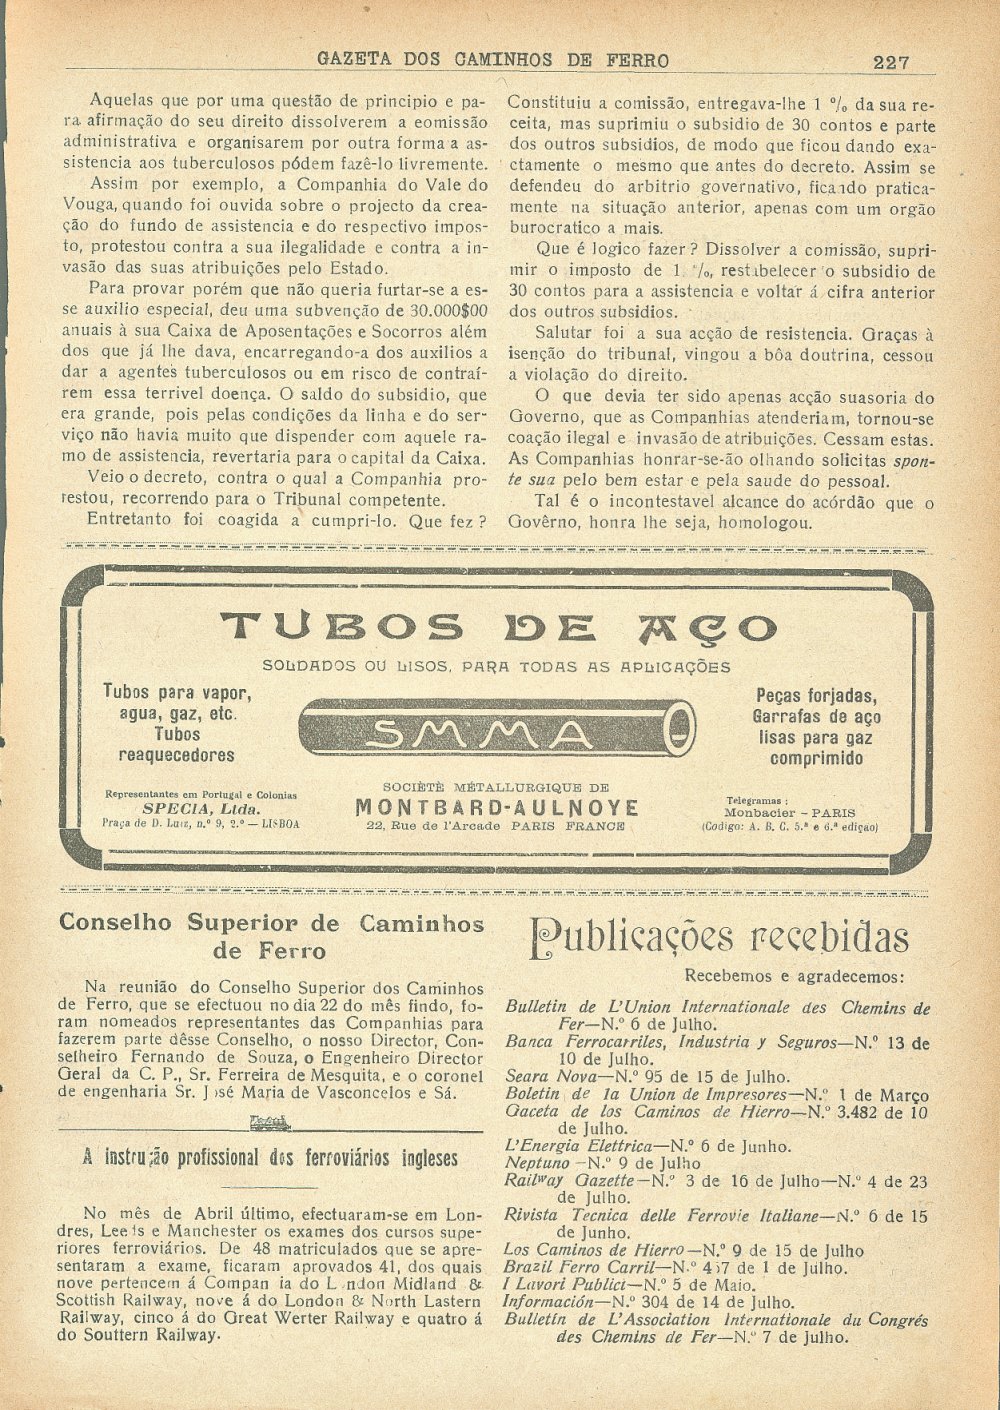 GAZETA DOS CAMINHOS DE FERRO 227
Aquelas que por uma questão de principio e pa-
ra afirmação do seu direito dissolverem a eomissão
administrativa e organisarem por outra forma a as-
sistencia aos tuberculosos pódem fazê-lo livremente.
Assim por exemplo, a Companhia do Vale do
Vouga, quando foi ouvida sobre o projecto da crea-
ção do fundo de assistencia e do respectivo impos-
to, protestou contra a sua ilegalidade e contra a in-
vasão das suas atribuições pelo Estado.
Para provar porém que não queria furtar-se a es-
se auxilio especial, deu uma subvenção de 30.000$00
anuais à sua Caixa de Aposentações e Socorros além
dos que já lhe dava, encarregando-a dos auxilios a
dar a agentes tuberculosos ou em risco de contraí-
rem essa terrivel doença. O saldo do subsidio, que
era grande, pois pelas condições da linha e do ser-
viço não havia muito que dispender com aquele ra-
mo de assistencia, revertaria para o capital da Caixa.
Veio o decreto, contra o qual a Companhia pro-
testou, recorrendo para o Tribunal competente.
Entretanto foi coagida a cumpri-lo. Que fez?
Constituiu a comissão, entregava-lhe 1 % da sua re-
ceita, mas suprimiu o subsidio de 30 contos e parte
dos outros subsidios, de modo que ficou dando exa-
ctamente o mesmo que antes do decreto. Assim se
defendeu do arbitrio governativo, ficando pratica-
mente na situação anterior, apenas com um orgão
burocratico a mais.
Que é logico fazer? Dissolver a comissão, supri-
mir o imposto de 1 %, restabelecer o subsidio de
30 contos para a assistencia e voltar á cifra anterior
dos outros subsidios.
Salutar foi a sua acção de resistencia. Graças à
isenção do tribunal, vingou a bôa doutrina, cessou
a violação do direito.
O que devia ter sido apenas acção suasoria do
Governo, que as Companhias atenderiam, tornou-se
coação ilegal e invasão de atribuições. Cessam estas.
As Companhias honrar-se-ão olhando solicitas spon-
te sua pelo bem estar e pela saude do pessoal.
Tal é o incontestavel alcance do acórdão que o
Govêrno, honra lhe seja, homologou.
TUBOS DE AÇO
SOLDADOS OU LISOS, PARA TODAS AS APLICAÇÕES
Tubos para vapor,
agua, gaz, etc.
Tubos
reaquecedores
SMMA
Peças forjadas,
Garrafas de aço
lisas para gaz
comprimido
Representantes em Portugal e Colonias
SPECIA, Ltda.
Praça de D. Luiz, n.º 9, 2.º — LISBOA
SOCIÈTÈ MÈTALLURGIQUE DE
MONTBARD-AULNOYE
22, Rue de l'Arcade PARIS FRANCE
Telegramas:
Monbacier - PARIS
(Codigo: A. B. C. 5.ª e 6.ª edição)
Conselho Superior de Caminhos
de Ferro
Na reunião do Conselho Superior dos Caminhos
de Ferro, que se efectuou no dia 22 do mês findo, fo-
ram nomeados representantes das Companhias para
fazerem parte dêsse Conselho, o nosso Director, Con-
selheiro Fernando de Souza, o Engenheiro Director
Geral da C. P., Sr. Ferreira de Mesquita, e o coronel
de engenharia Sr. José Maria de Vasconcelos e Sá.
A instrução profissional dos ferroviários ingleses
No mês de Abril último, efectuaram-se em Lon-
dres, Leeds e Manchester os exames dos cursos supe-
riores ferroviários. De 48 matriculados que se apre-
sentaram a exame, ficaram aprovados 41, dos quais
nove pertencem á Companhia do London Midland &
Scottish Railway, nove á do London & North Lastern
Railway, cinco á do Great Werter Railway e quatro á
do Souttern Railway.
Publicações recebidas
Recebemos e agradecemos:
Bulletin de L'Union Internationale des Chemins de
Fer—N.º 6 de Julho.
Banca Ferrocarriles, Industria y Seguros—N.º 13 de
10 de Julho.
Seara Nova—N.º 95 de 15 de Julho.
Boletin de la Union de Impresores—N.º 1 de Março
Gaceta de los Caminos de Hierro—N.º 3.482 de 10
de Julho.
L'Energia Elettrica—N.º 6 de Junho.
Neptuno—N.º 9 de Julho
Railway Gazette—N.º 3 de 16 de Julho—N.º 4 de 23
de Julho.
Rivista Tecnica delle Ferrovie Italiane—N.º 6 de 15
de Junho.
Los Caminos de Hierro—N.º 9 de 15 de Julho
Brazil Ferro Carril—N.º 457 de 1 de Julho.
I Lavori Publici—N.º 5 de Maio.
Información—N.º 304 de 14 de Julho.
Bulletin de L'Association Internationale du Congrés
des Chemins de Fer—N.º 7 de Julho.